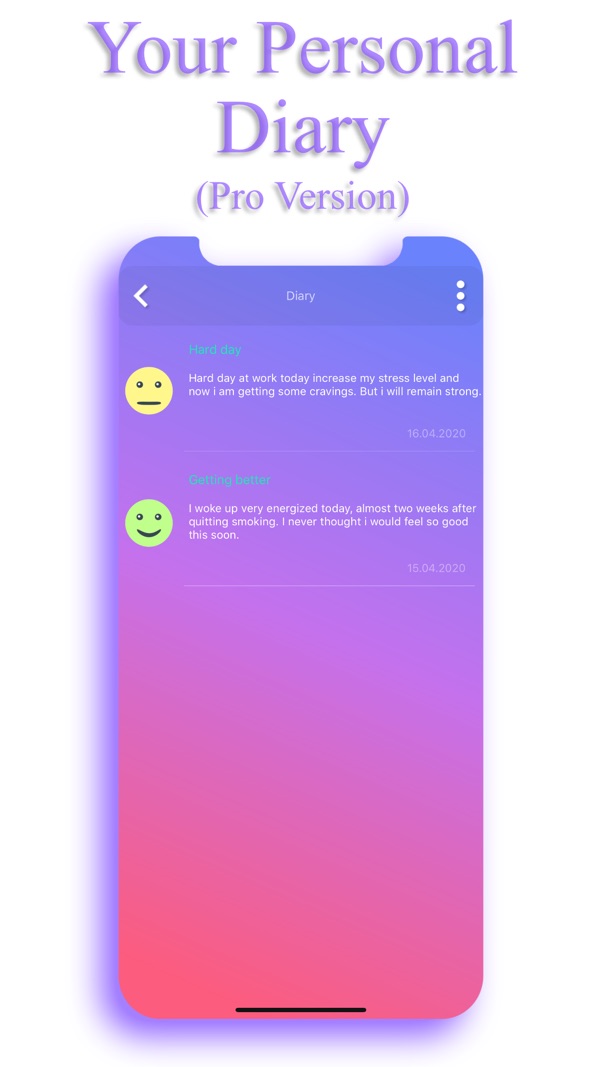 Your Personal
Diary
(Pro Version)
Diary
Hard day
Hard day at work today increase my stress level and
now i am getting some cravings. But i will remain strong.
16.04.2020
Getting better
I woke up very energized today, almost two weeks after
quitting smoking. I never thought i would feel so good
this soon.
15.04.2020